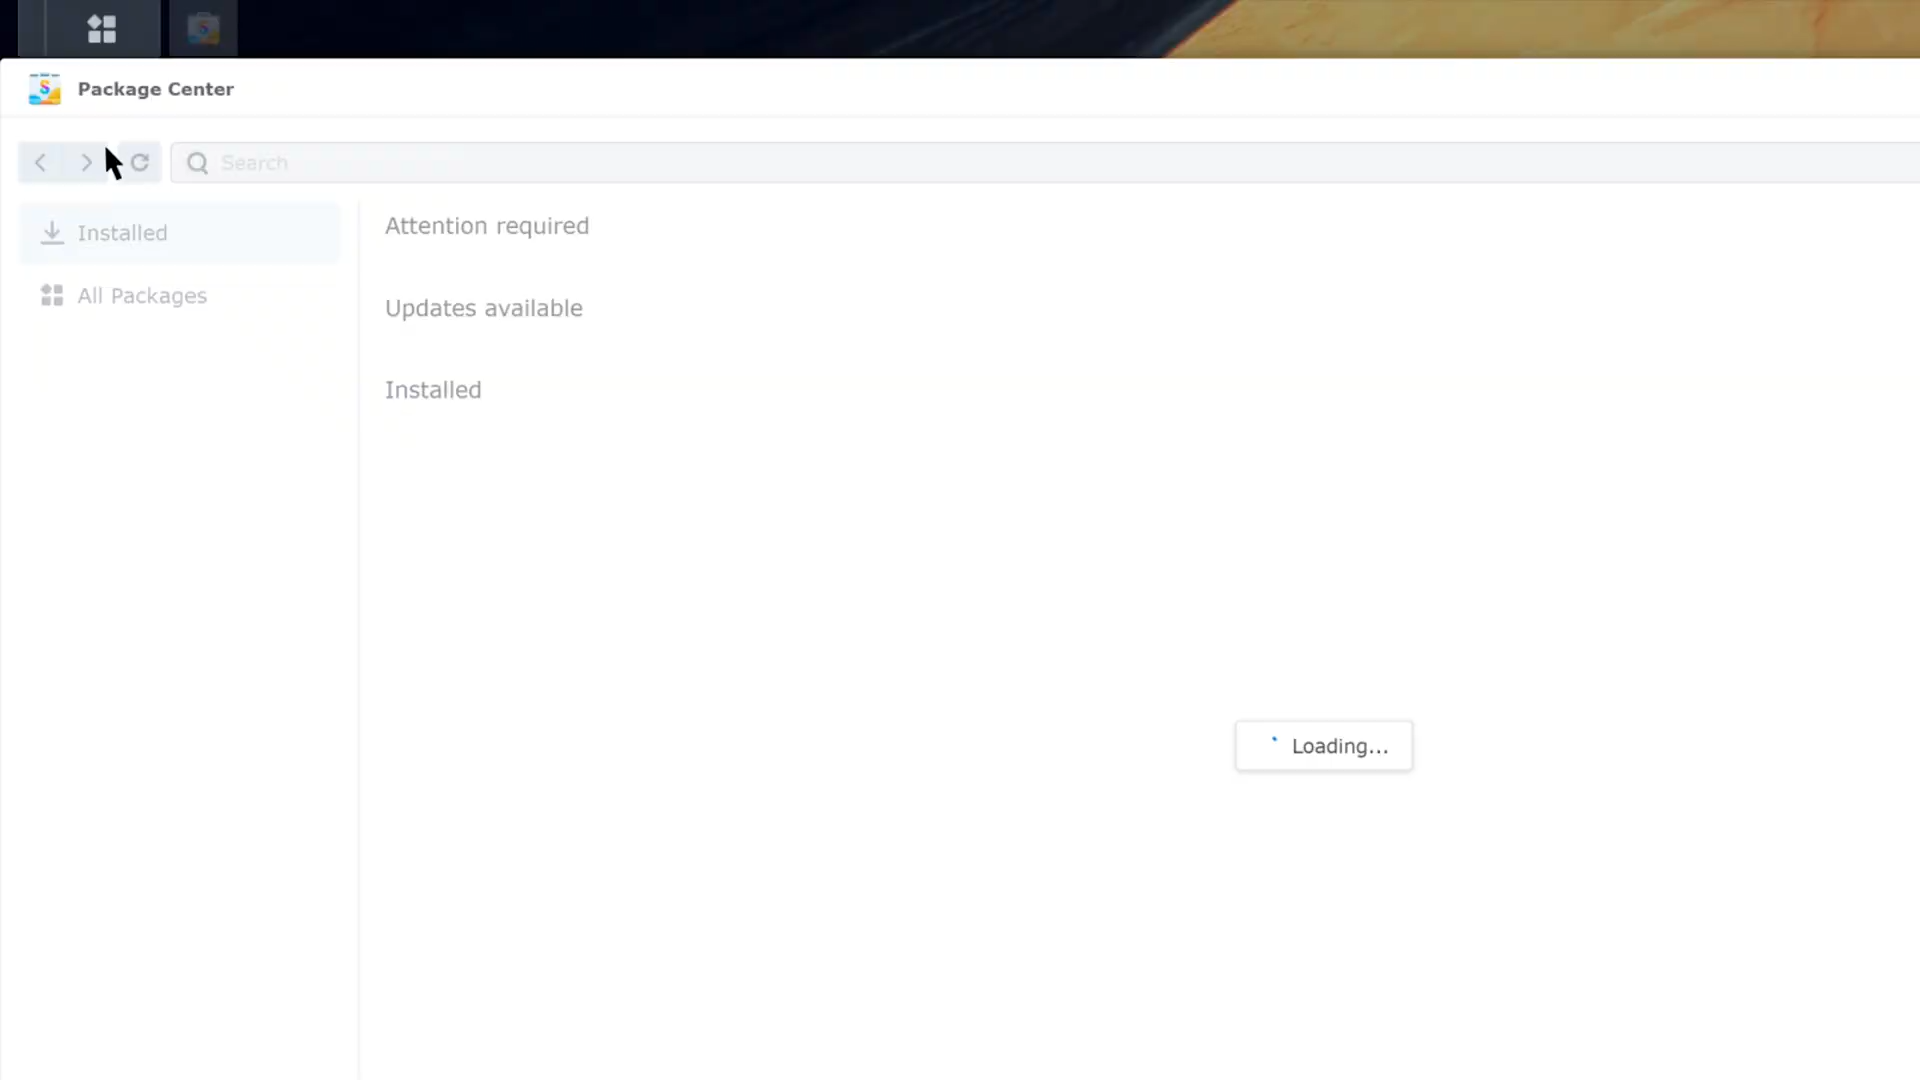 Package Center
Search
Installed
All Packages
Attention required
Updates available
Installed
Loading...